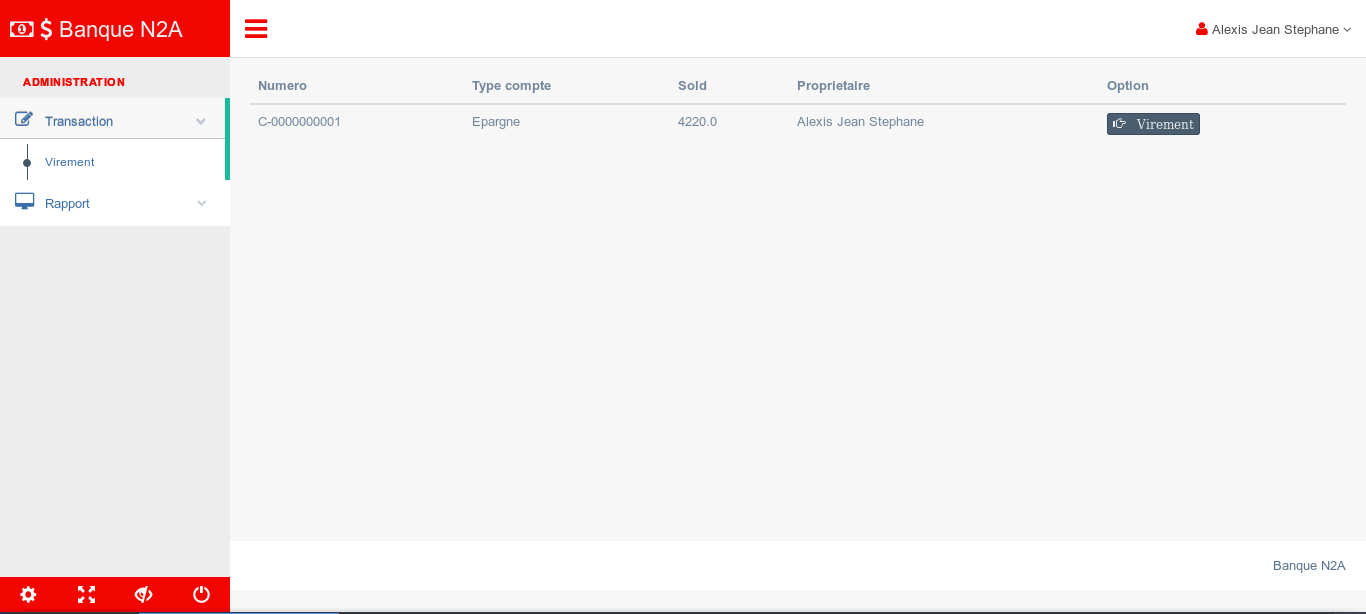 $ Banque N2A
Alexis Jean Stephane
ADMINISTRATION
Transaction
Virement
Rapport
Numero Type compte Sold Proprietaire Option
C-0000000001 Epargne 4220.0 Alexis Jean Stephane Virement
Banque N2A